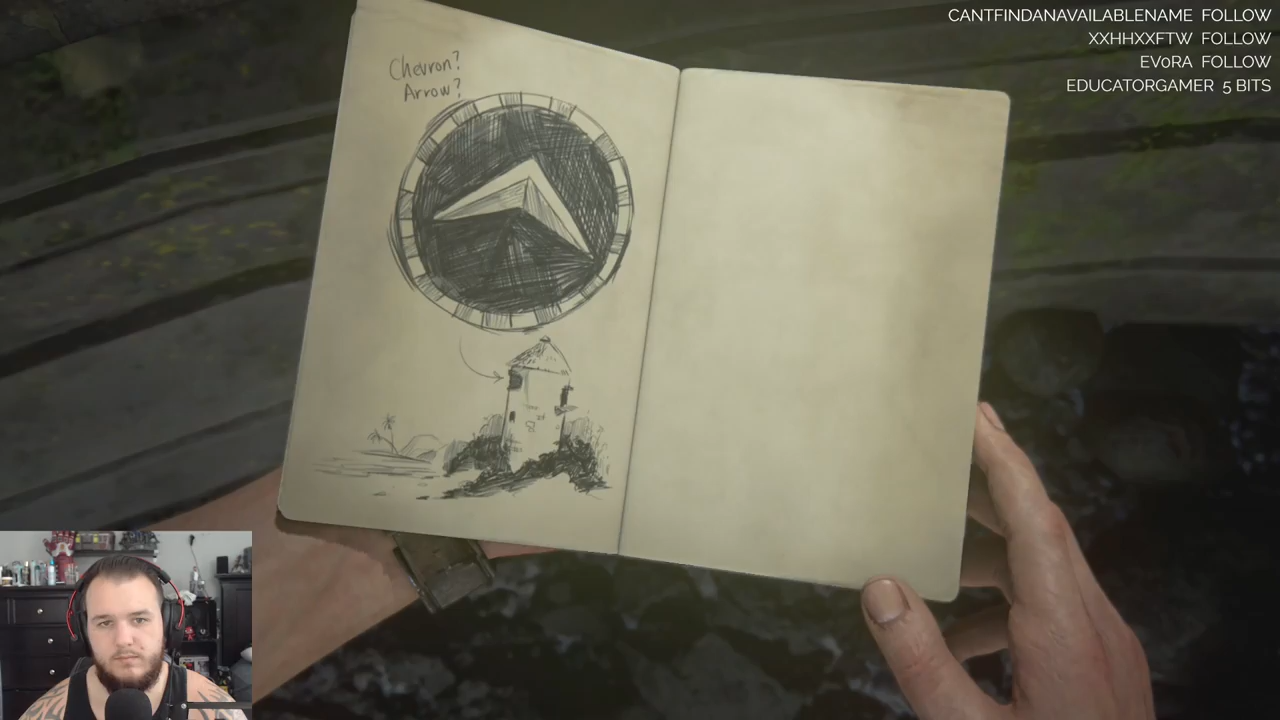 CANTFINDANAVAILABLENAME FOLLOW
XXHHXXFTW FOLLOW
EV0RA FOLLOW
EDUCATORGAMER 5 BITS
Chevron?
Arrow?